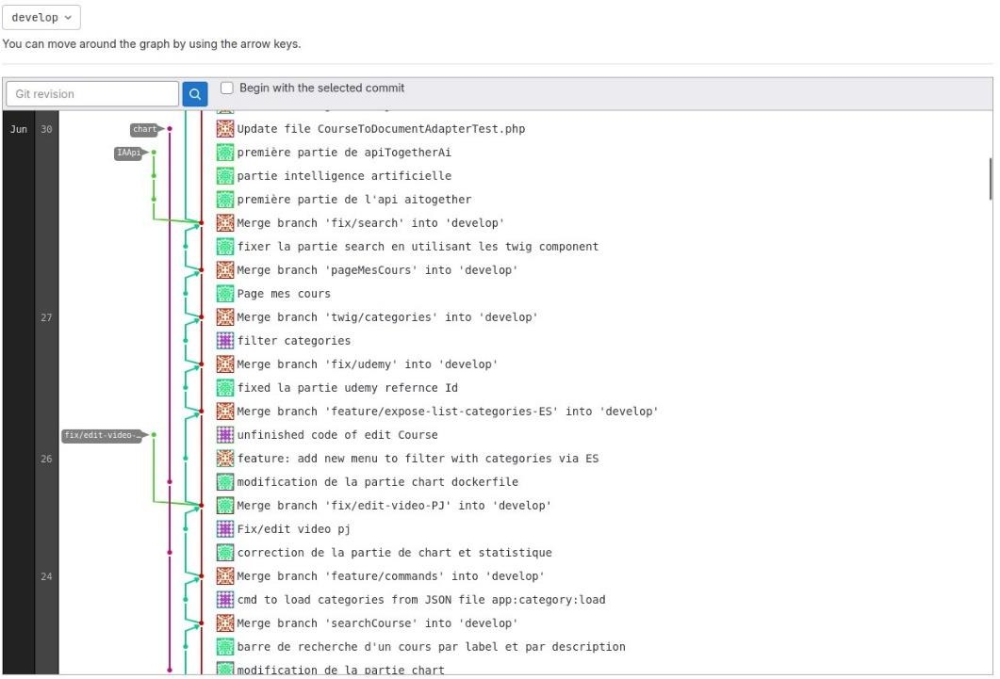 develop
You can move around the graph by using the arrow keys.
Git revision
Begin with the selected commit
Jun 30 chart Update file CourseToDocumentAdapterTest.php
IAApi première partie de apiTogetherAi
partie intelligence artificielle
première partie de l'api aitogether
Merge branch 'fix/search' into 'develop'
fixer la partie search en utilisant les twig component
Merge branch 'pageMesCours' into 'develop'
Page mes cours
27 Merge branch 'twig/categories' into 'develop'
filter categories
Merge branch 'fix/udemy' into 'develop'
fixed la partie udemy refernce Id
Merge branch 'feature/expose-list-categories-ES' into 'develop'
fix/edit-video-… unfinished code of edit Course
26 feature: add new menu to filter with categories via ES
modification de la partie chart dockerfile
Merge branch 'fix/edit-video-PJ' into 'develop'
Fix/edit video pj
correction de la partie de chart et statistique
24 Merge branch 'feature/commands' into 'develop'
cmd to load categories from JSON file app:category:load
Merge branch 'searchCourse' into 'develop'
barre de recherche d'un cours par label et par description
modification de la partie chart